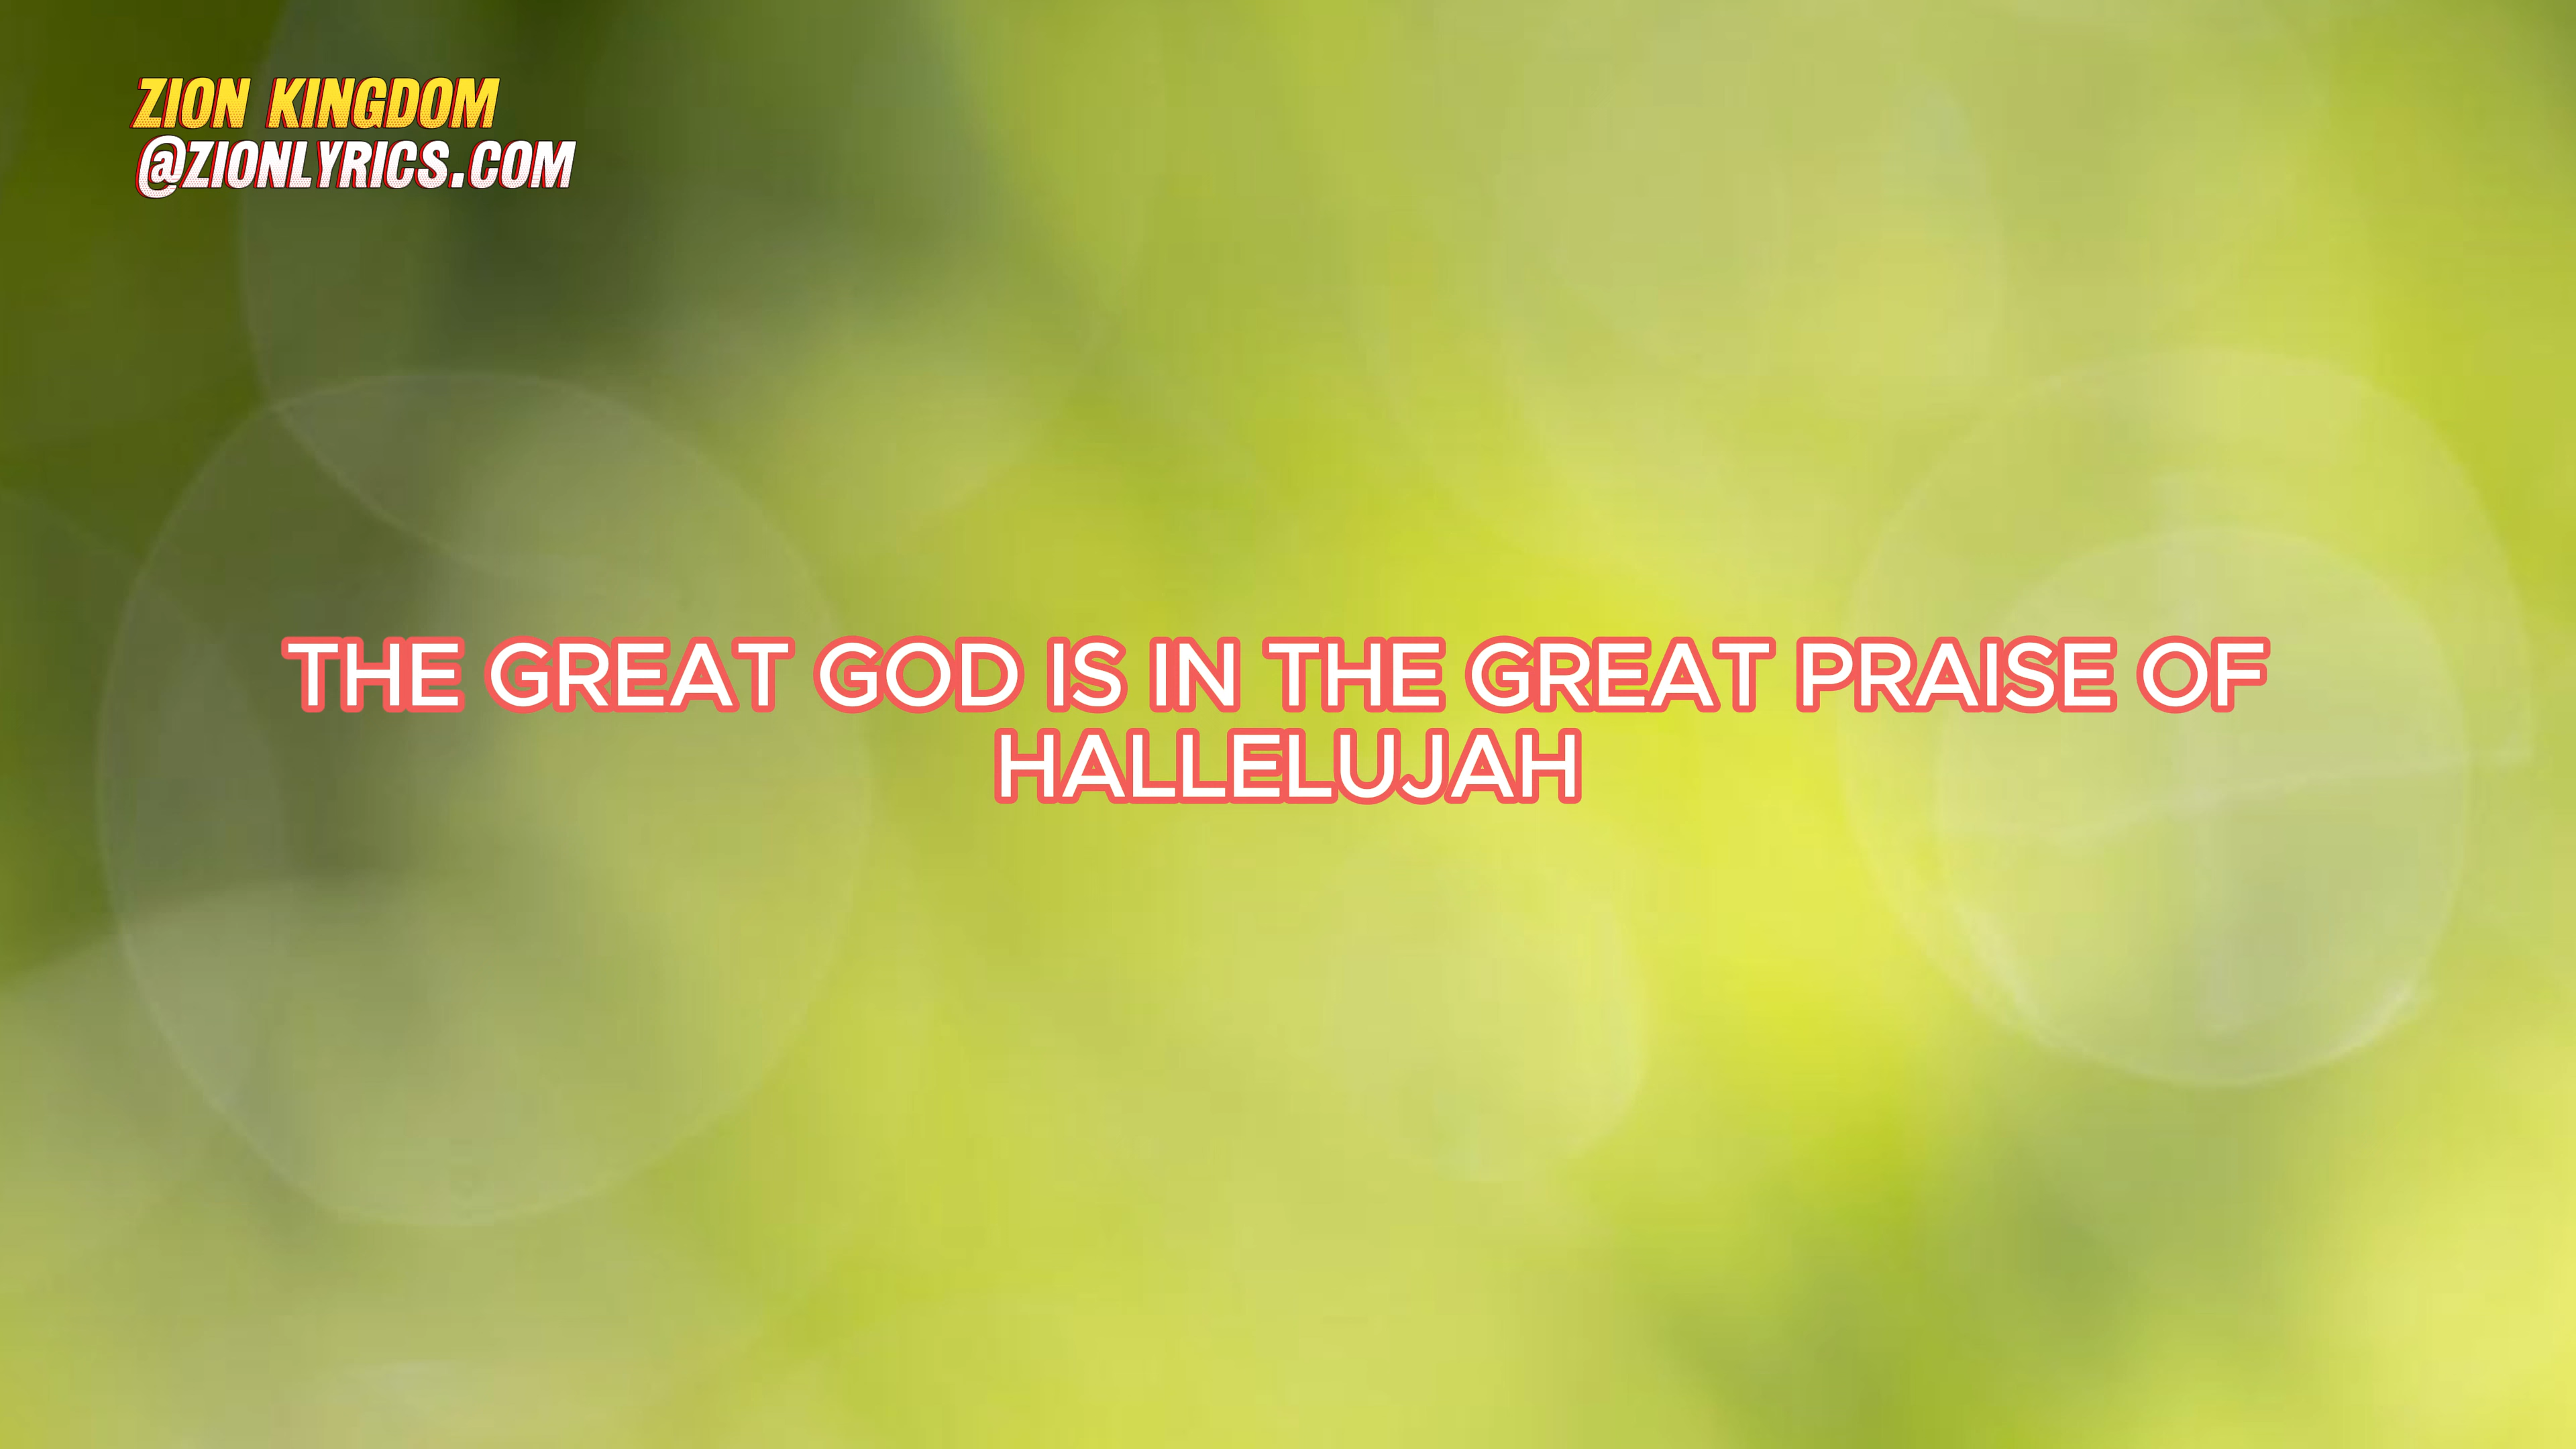 ZION KINGDOM
@ZIONLYRICS.COM
THE GREAT GOD IS IN THE GREAT PRAISE OF
HALLELUJAH